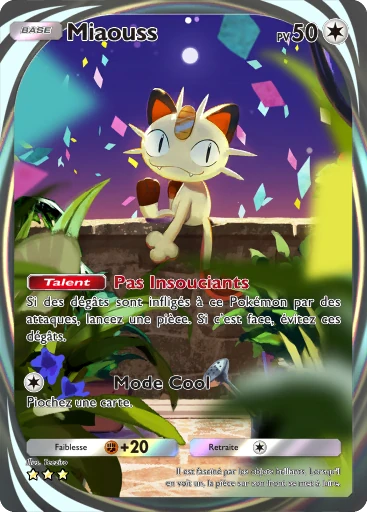 BASE Miaouss PV 50
Talent Pas Insouciants
Si des dégâts sont infligés à ce Pokémon par des
attaques, lancez une pièce. Si c'est face, évitez ces
dégâts.
Mode Cool
Piochez une carte.
Faiblesse +20 Retraite
Il est fasciné par les objets brillants. Lorsqu'il
en voit un, la pièce sur son front se met à luire.